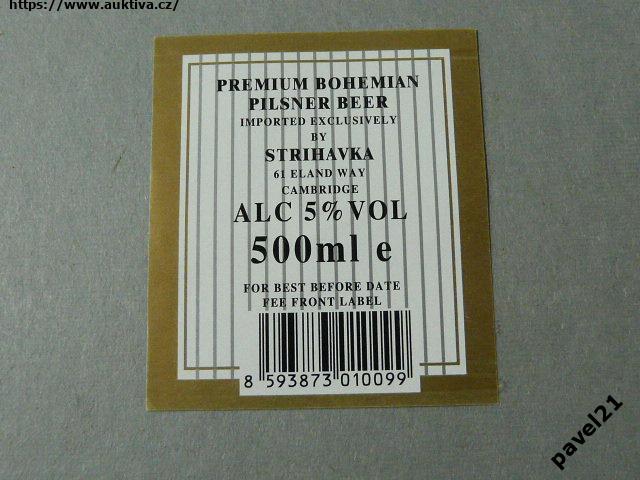 https://www.auktiva.cz/
PREMIUM BOHEMIAN
PILSNER BEER
IMPORTED EXCLUSIVELY
BY
STRIHAVKA
61 ELAND WAY
CAMBRIDGE
ALC 5% VOL
500ml e
FOR BEST BEFORE DATE
FEE FRONT LABEL
8 593873 010099
pavel21